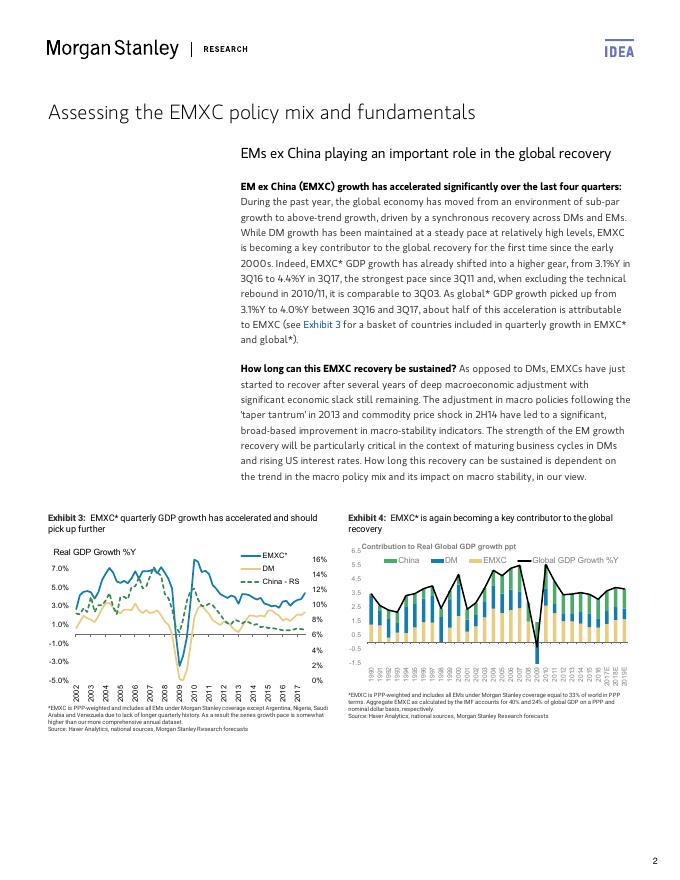 Morgan Stanley | RESEARCH
IDEA
Assessing the EMXC policy mix and fundamentals
EMs ex China playing an important role in the global recovery
EM ex China (EMXC) growth has accelerated significantly over the last four quarters:
During the past year, the global economy has moved from an environment of sub-par
growth to above-trend growth, driven by a synchronous recovery across DMs and EMs.
While DM growth has been maintained at a steady pace at relatively high levels, EMXC
is becoming a key contributor to the global recovery for the first time since the early
2000s. Indeed, EMXC* GDP growth has already shifted into a higher gear, from 3.1%Y in
3Q16 to 4.4%Y in 3Q17, the strongest pace since 3Q11 and, when excluding the technical
rebound in 2010/11, it is comparable to 3Q03. As global* GDP growth picked up from
3.1%Y to 4.0%Y between 3Q16 and 3Q17, about half of this acceleration is attributable
to EMXC (see Exhibit 3 for a basket of countries included in quarterly growth in EMXC*
and global*).
How long can this EMXC recovery be sustained? As opposed to DMs, EMXCs have just
started to recover after several years of deep macroeconomic adjustment with
significant economic slack still remaining. The adjustment in macro policies following the
'taper tantrum' in 2013 and commodity price shock in 2H14 have led to a significant,
broad-based improvement in macro-stability indicators. The strength of the EM growth
recovery will be particularly critical in the context of maturing business cycles in DMs
and rising US interest rates. How long this recovery can be sustained is dependent on
the trend in the macro policy mix and its impact on macro stability, in our view.
Exhibit 3: EMXC* quarterly GDP growth has accelerated and should
pick up further
Real GDP Growth %Y
EMXC*
DM
China - RS
7.0%
5.0%
3.0%
1.0%
-1.0%
-3.0%
-5.0%
16%
14%
12%
10%
8%
6%
4%
2%
0%
2002 2003 2004 2005 2006 2007 2008 2009 2010 2011 2012 2013 2014 2015 2016 2017
*EMXC is PPP-weighted and includes all EMs under Morgan Stanley coverage except Argentina, Nigeria, Saudi
Arabia and Venezuela due to lack of longer quarterly history. As a result the series growth pace is somewhat
higher than our more comprehensive annual dataset.
Source: Haver Analytics, national sources, Morgan Stanley Research forecasts
Exhibit 4: EMXC* is again becoming a key contributor to the global
recovery
Contribution to Real Global GDP growth ppt
China DM EMXC Global GDP Growth %Y
6.5
5.5
4.5
3.5
2.5
1.5
0.5
-0.5
-1.5
1990 1991 1992 1993 1994 1995 1996 1997 1998 1999 2000 2001 2002 2003 2004 2005 2006 2007 2008 2009 2010 2011 2012 2013 2014 2015 2016 2017E 2018E 2019E
*EMXC is PPP-weighted and includes all EMs under Morgan Stanley coverage equal to 33% of world in PPP
terms. Aggregate EMXC as calculated by the IMF accounts for 40% and 24% of global GDP on a PPP and
nominal dollar basis, respectively.
Source: Haver Analytics, national sources, Morgan Stanley Research forecasts
2